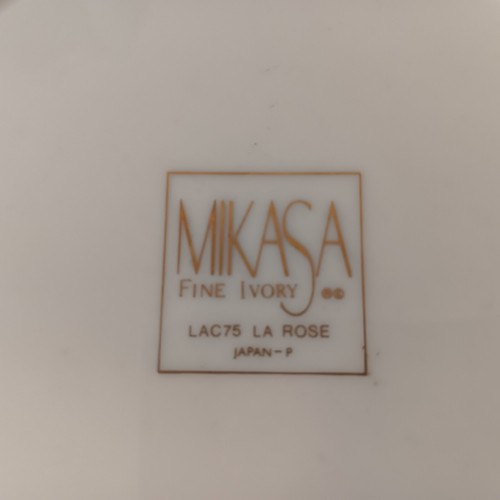 MIKASA
FINE IVORY ®©
LAC75 LA ROSE
JAPAN-P